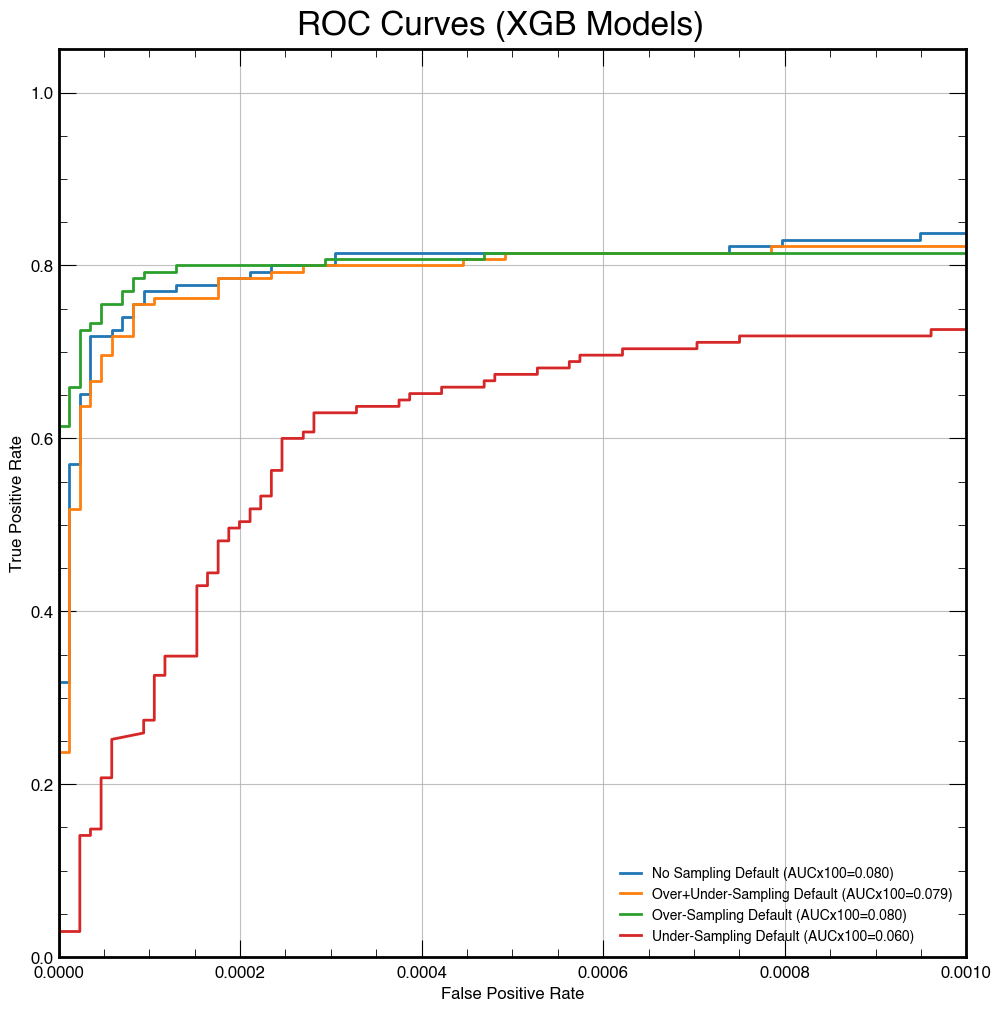 ROC Curves (XGB Models)
1.0
0.8
0.6
0.4
0.2
0.0
True Positive Rate
No Sampling Default (AUCx100=0.080)
Over+Under-Sampling Default (AUCx100=0.079)
Over-Sampling Default (AUCx100=0.080)
Under-Sampling Default (AUCx100=0.060)
0.0000 0.0002 0.0004 0.0006 0.0008 0.0010
False Positive Rate